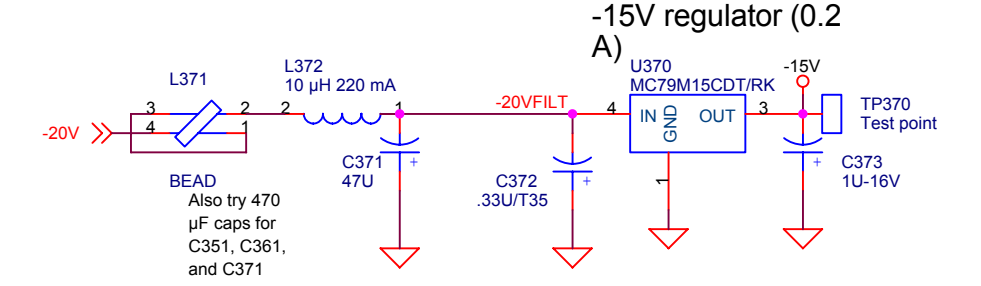 -15V regulator (0.2
A)
L371
L372
10 µH 220 mA
U370
MC79M15CDT/RK
-15V
3
2
2
1
-20VFILT
4
IN
GND
OUT
3
TP370
Test point
-20V
4
1
C371
47U
+
C372
.33U/T35
+
1
C373
1U-16V
+
BEAD
Also try 470
µF caps for
C351, C361,
and C371